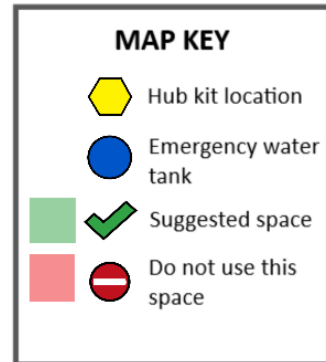 MAP KEY
Hub kit location
Emergency water
tank
Suggested space
Do not use this
space